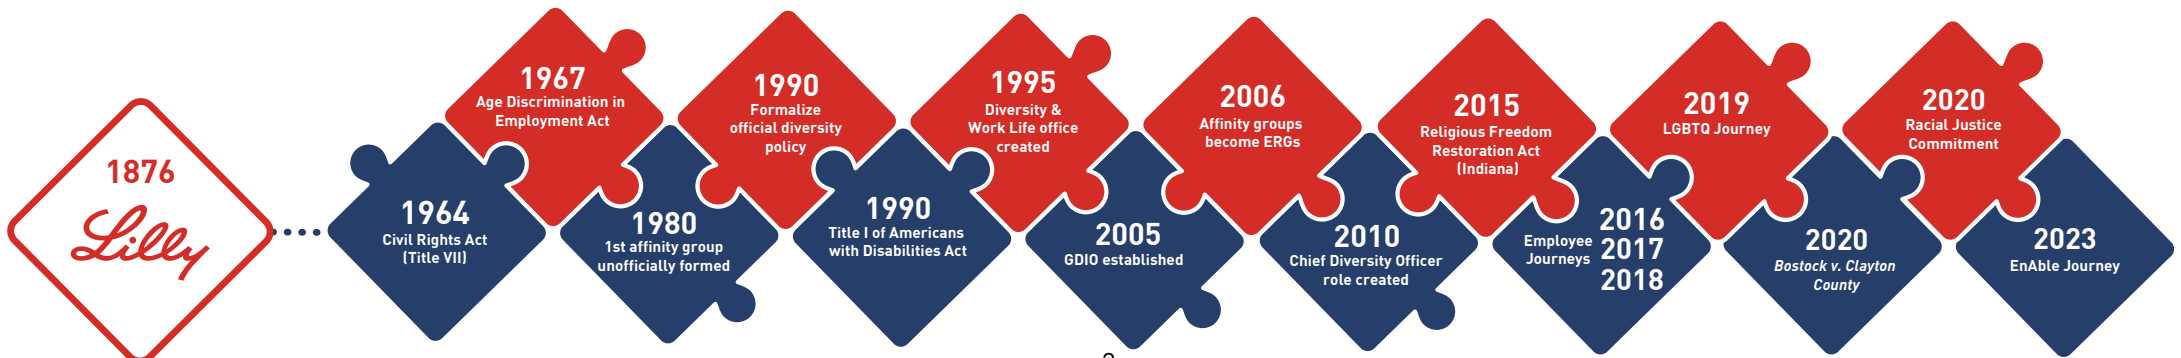 1876
Lilly
1964
Civil Rights Act
(Title VII)
1967
Age Discrimination in
Employment Act
1980
1st affinity group
unofficially formed
1990
Formalize
official diversity
policy
1990
Title I of Americans
with Disabilities Act
1995
Diversity &
Work Life office
created
2005
GDIO established
2006
Affinity groups
become ERGs
2010
Chief Diversity Officer
role created
2015
Religious Freedom
Restoration Act
(Indiana)
Employee
Journeys
2016
2017
2018
2019
LGBTQ Journey
2020
Bostock v. Clayton
County
2020
Racial Justice
Commitment
2023
EnAble Journey